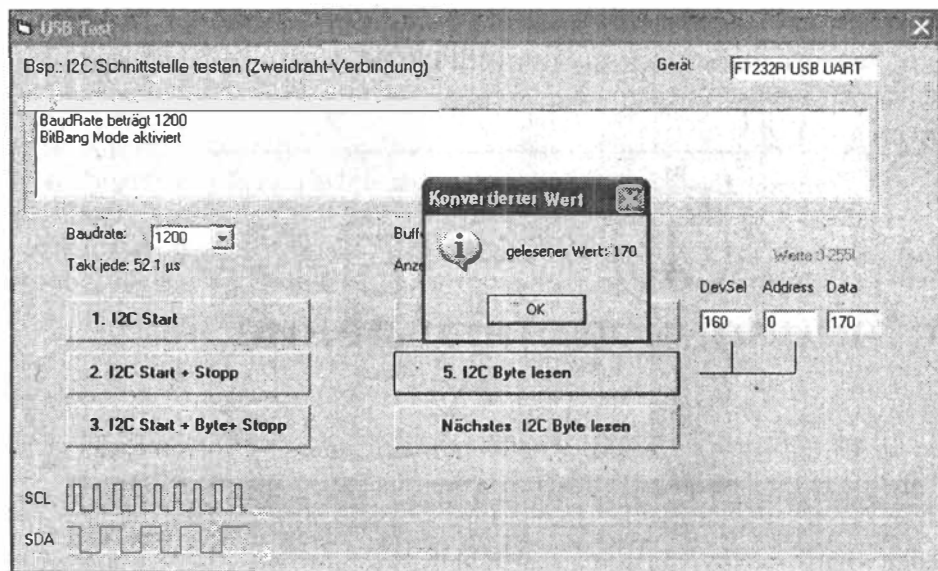 USB Test
Bsp.: I2C Schnittstelle testen (Zweidraht-Verbindung)
Gerät:
FT232R USB UART
BaudRate beträgt 1200
BitBang Mode aktiviert
Konvertierter Wert
gelesener Wert: 170
OK
Baudrate:
1200
Takt jede: 52.1 µs
Buff
Anze
Werte 0-255!
DevSel Address Data
160 0 170
1. I2C Start
2. I2C Start + Stopp
3. I2C Start + Byte+ Stopp
5. I2C Byte lesen
Nächstes I2C Byte lesen
SCL
SDA